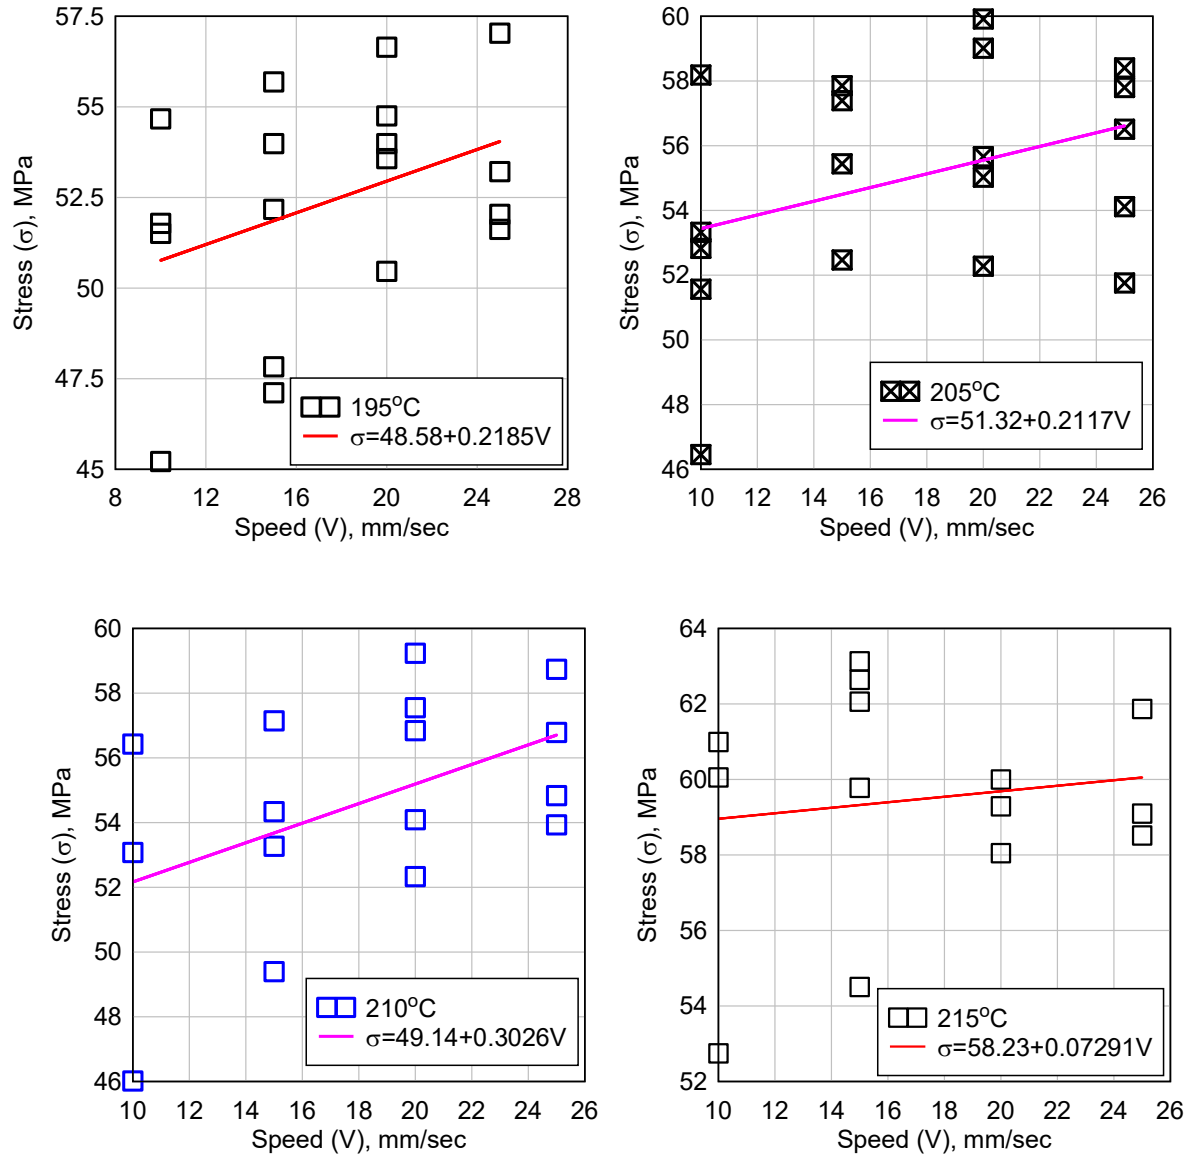 57.5
55
52.5
50
47.5
45
Stress (σ), MPa
8 12 16 20 24 28
Speed (V), mm/sec
195°C
σ=48.58+0.2185V
60
58
56
54
52
50
48
46
Stress (σ), MPa
10 12 14 16 18 20 22 24 26
Speed (V), mm/sec
205°C
σ=51.32+0.2117V
60
58
56
54
52
50
48
46
Stress (σ), MPa
10 12 14 16 18 20 22 24 26
Speed (V), mm/sec
210°C
σ=49.14+0.3026V
64
62
60
58
56
54
52
Stress (σ), MPa
10 12 14 16 18 20 22 24 26
Speed (V), mm/sec
215°C
σ=58.23+0.07291V